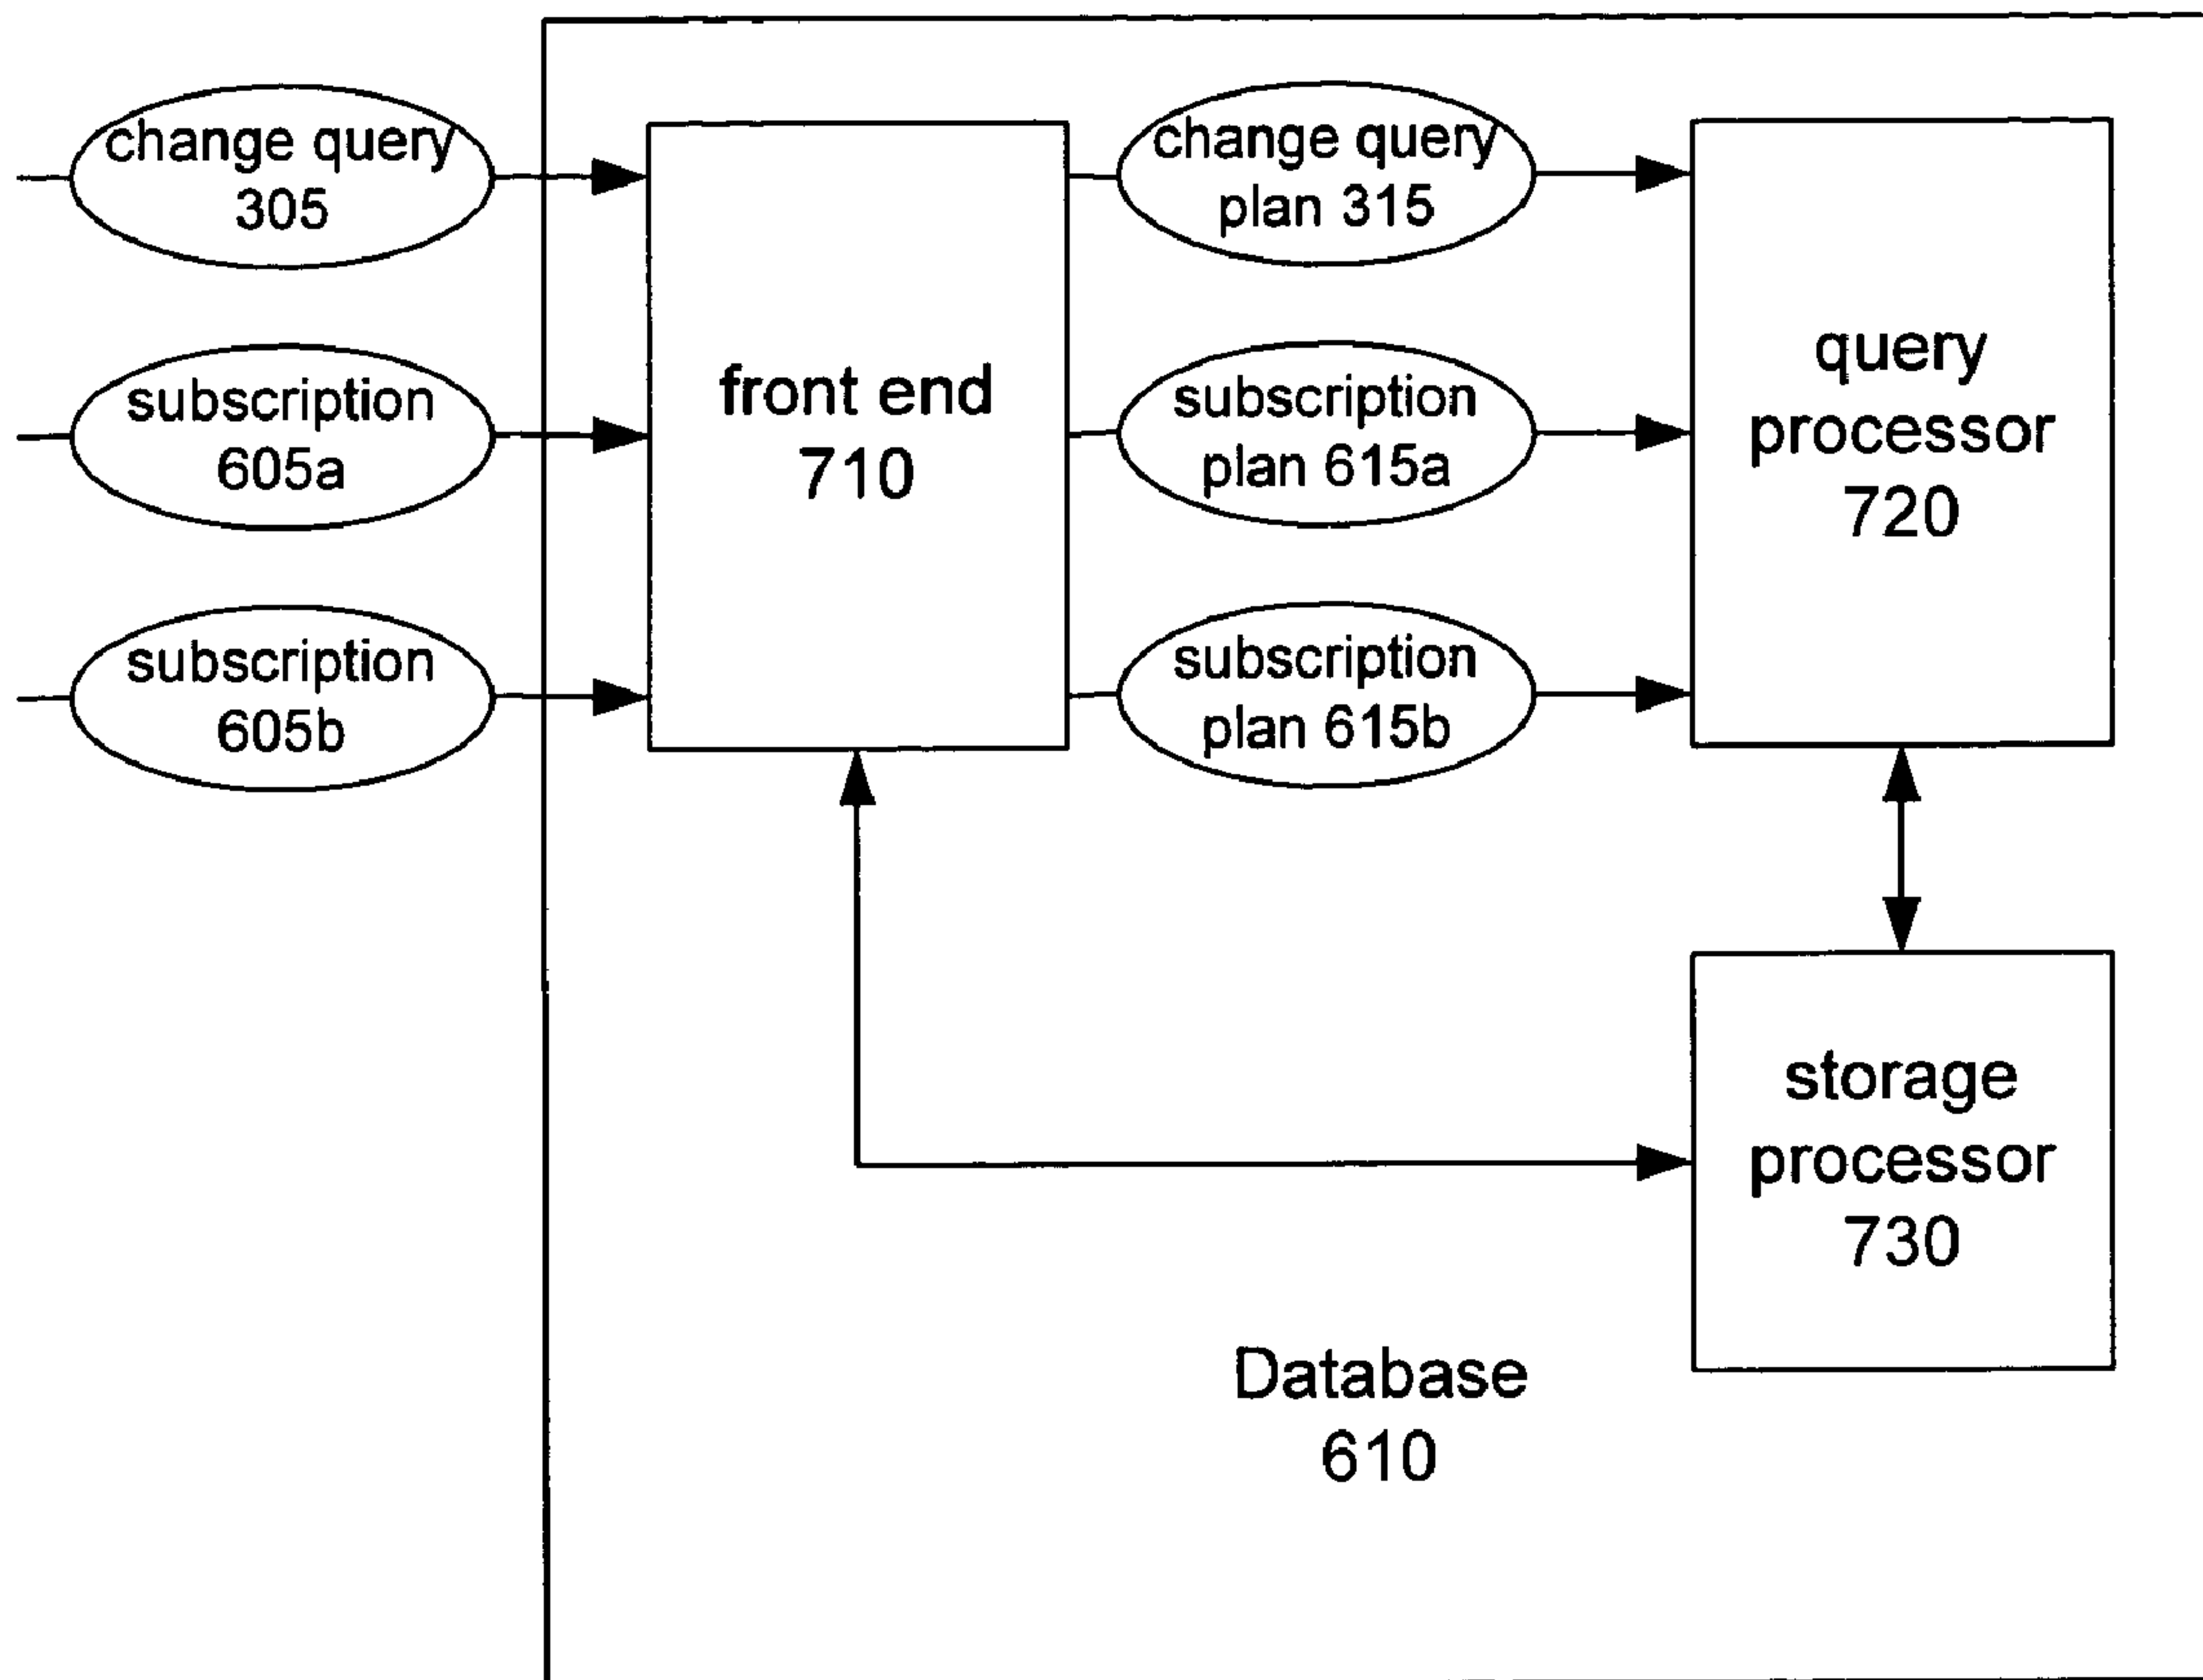 change query
305
change query
plan 315
subscription
605a
front end
710
subscription
plan 615a
query
processor
720
subscription
605b
subscription
plan 615b
storage
processor
730
Database
610